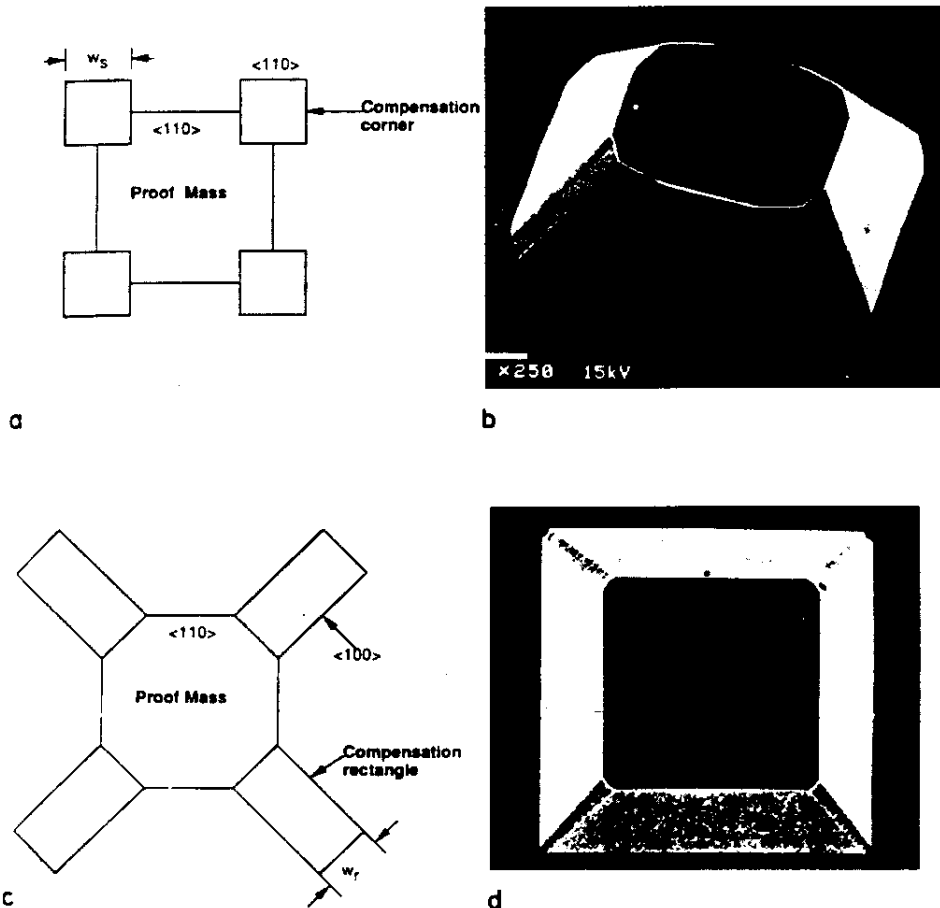 w_s
<110>
Compensation
corner
<110>
Proof Mass
×250 15kV
a
b
<110>
<100>
Proof Mass
Compensation
rectangle
w_r
c
d